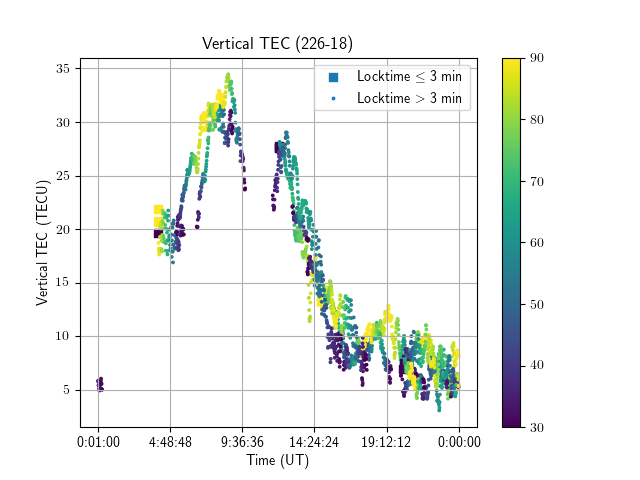 Vertical TEC (226-18)
Locktime ≤ 3 min
Locktime > 3 min
Vertical TEC (TECU)
35
30
25
20
15
10
5
0:01:00 4:48:48 9:36:36 14:24:24 19:12:12 0:00:00
Time (UT)
90
80
70
60
50
40
30